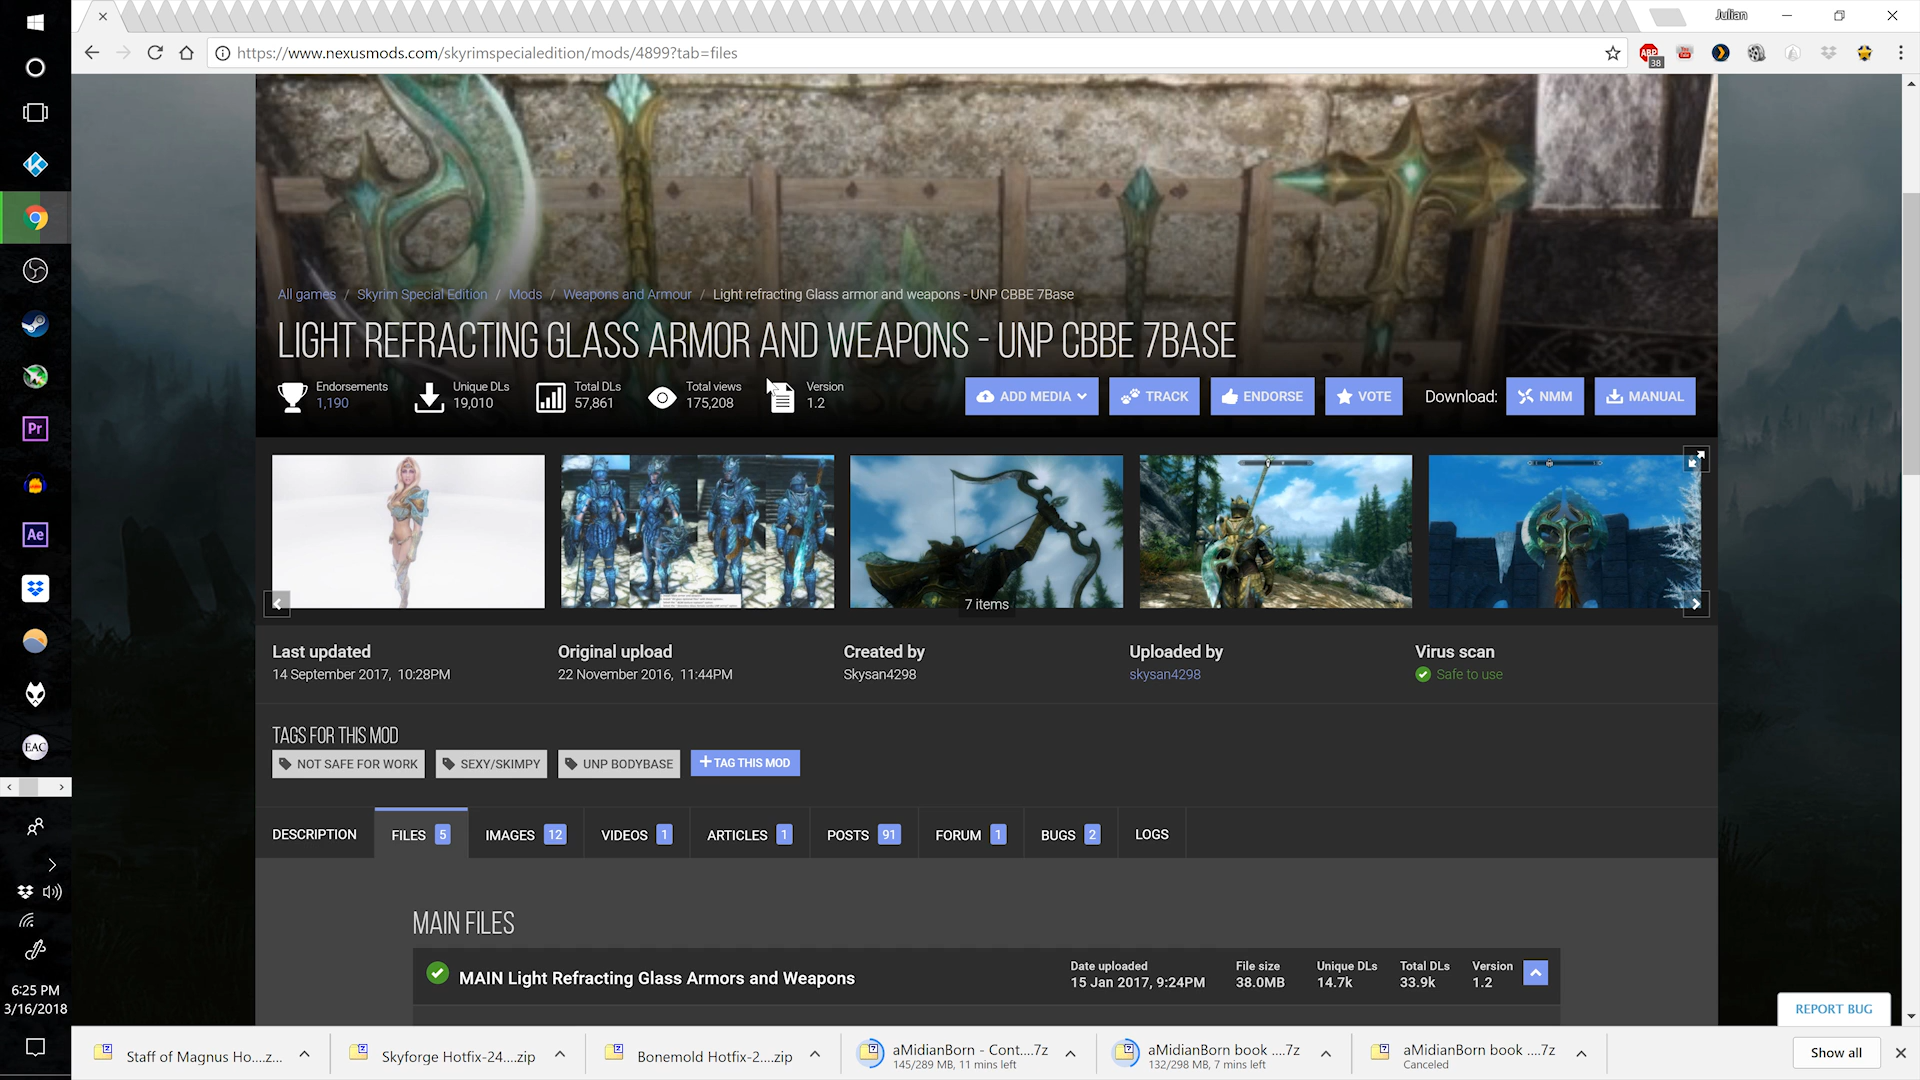 Julian
https://www.nexusmods.com/skyrimspecialedition/mods/4899?tab=files
ABP
38
You Tube
All games / Skyrim Special Edition / Mods / Weapons and Armour / Light refracting Glass armor and weapons - UNP CBBE 7Base
LIGHT REFRACTING GLASS ARMOR AND WEAPONS - UNP CBBE 7BASE
Endorsements
1,190
Unique DLs
19,010
Total DLs
57,861
Total views
175,208
Version
1.2
ADD MEDIA
TRACK
ENDORSE
VOTE
Download:
NMM
MANUAL
Pr
Ae
EAC
7 items
Last updated
14 September 2017, 10:28PM
Original upload
22 November 2016, 11:44PM
Created by
Skysan4298
Uploaded by
skysan4298
Virus scan
Safe to use
TAGS FOR THIS MOD
NOT SAFE FOR WORK
SEXY/SKIMPY
UNP BODYBASE
+TAG THIS MOD
DESCRIPTION
FILES 5
IMAGES 12
VIDEOS 1
ARTICLES 1
POSTS 91
FORUM 1
BUGS 2
LOGS
MAIN FILES
MAIN Light Refracting Glass Armors and Weapons
Date uploaded
15 Jan 2017, 9:24PM
File size
38.0MB
Unique DLs
14.7k
Total DLs
33.9k
Version
1.2
REPORT BUG
6:25 PM
3/16/2018
Staff of Magnus Ho....z...
Skyforge Hotfix-24....zip
Bonemold Hotfix-2....zip
aMidianBorn - Cont....7z
145/289 MB, 11 mins left
aMidianBorn book ....7z
132/298 MB, 7 mins left
aMidianBorn book ....7z
Canceled
Show all